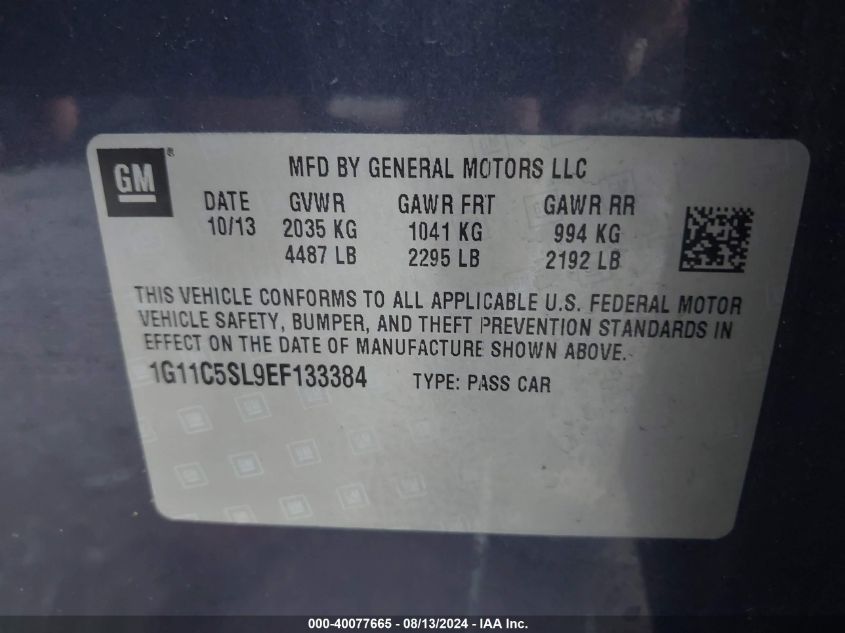 GM®
MFD BY GENERAL MOTORS LLC
DATE GVWR GAWR FRT GAWR RR
10/13 2035 KG 1041 KG 994 KG
4487 LB 2295 LB 2192 LB
THIS VEHICLE CONFORMS TO ALL APPLICABLE U.S. FEDERAL MOTOR
VEHICLE SAFETY, BUMPER, AND THEFT PREVENTION STANDARDS IN
EFFECT ON THE DATE OF MANUFACTURE SHOWN ABOVE.
1G11C5SL9EF133384 TYPE: PASS CAR
000-40077665 - 08/13/2024 - IAA Inc.